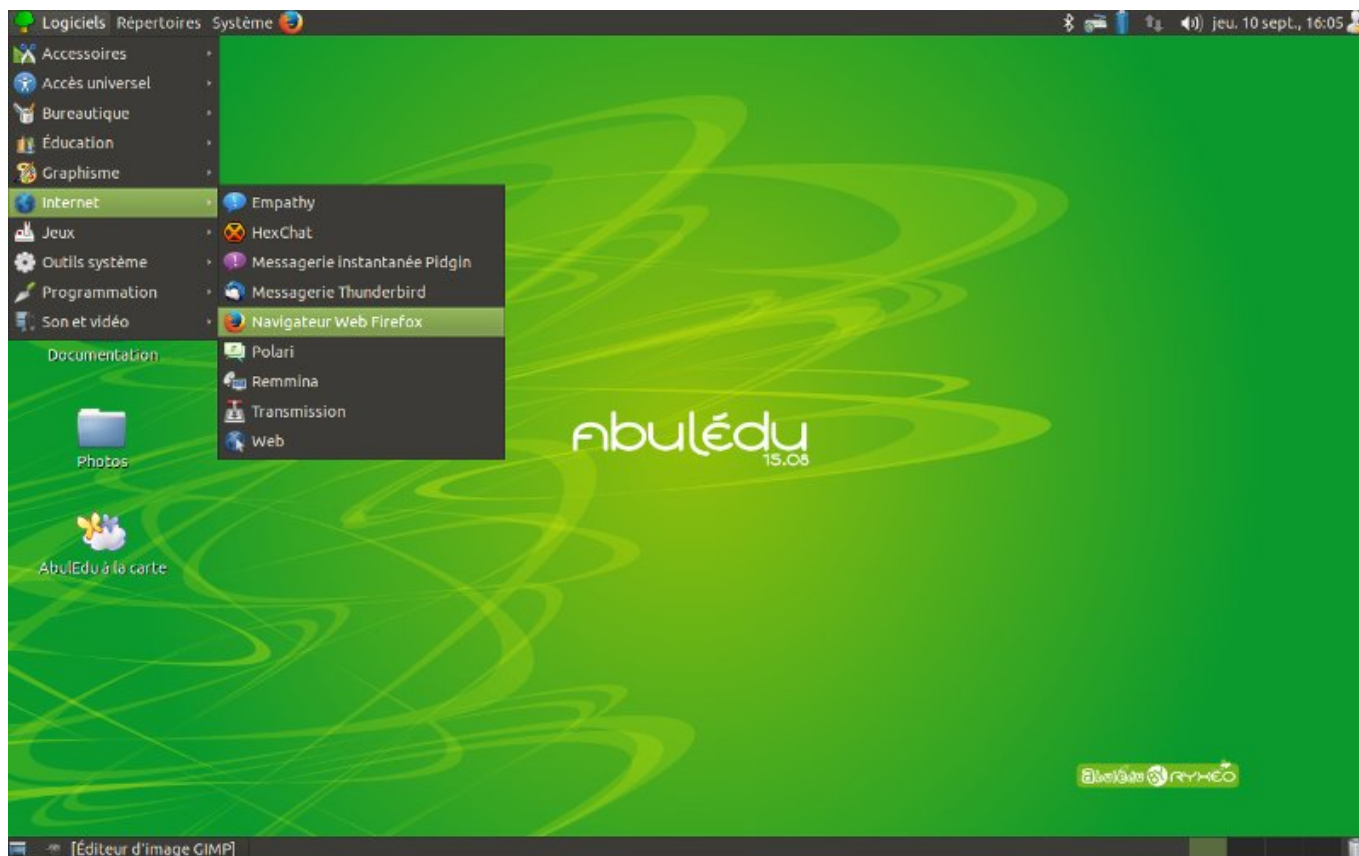 Logiciels Répertoires Système jeu. 10 sept., 16:05
Accessoires
Accès universel
Bureautique
Éducation
Graphisme
Internet
Jeux
Outils système
Programmation
Son et vidéo
Empathy
HexChat
Messagerie instantanée Pidgin
Messagerie Thunderbird
Navigateur Web Firefox
Polari
Remmina
Transmission
Web
Documentation
Photos
AbulEdu à la carte
abulédu
15.08
abulédu RYXÉO
[Éditeur d'image GIMP]